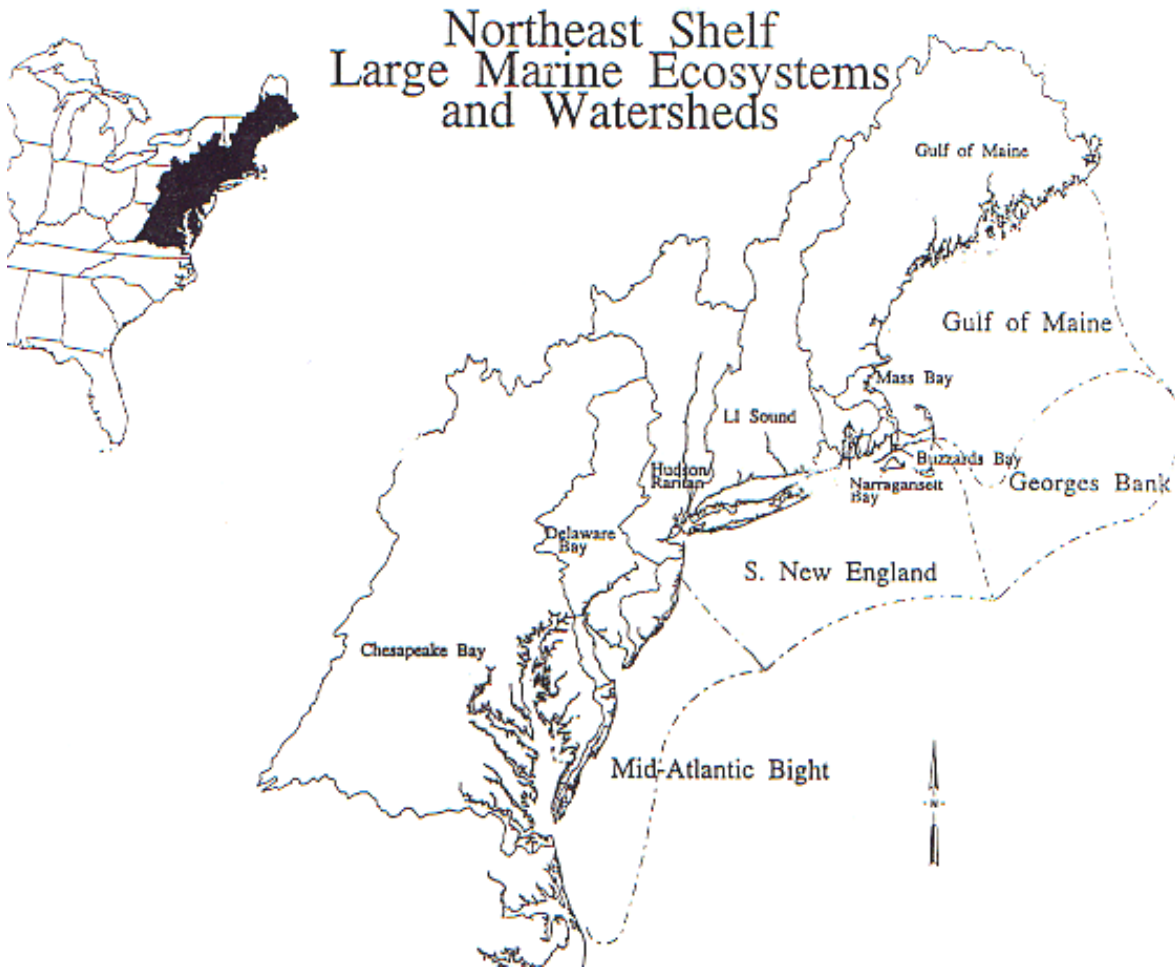 Northeast Shelf
Large Marine Ecosystems
and Watersheds
Gulf of Maine
Gulf of Maine
Mass Bay
LI Sound
Buzzards Bay
Hudson/
Raritan
Narragansett
Bay
Georges Bank
Delaware
Bay
S. New England
Chesapeake Bay
Mid-Atlantic Bight
N